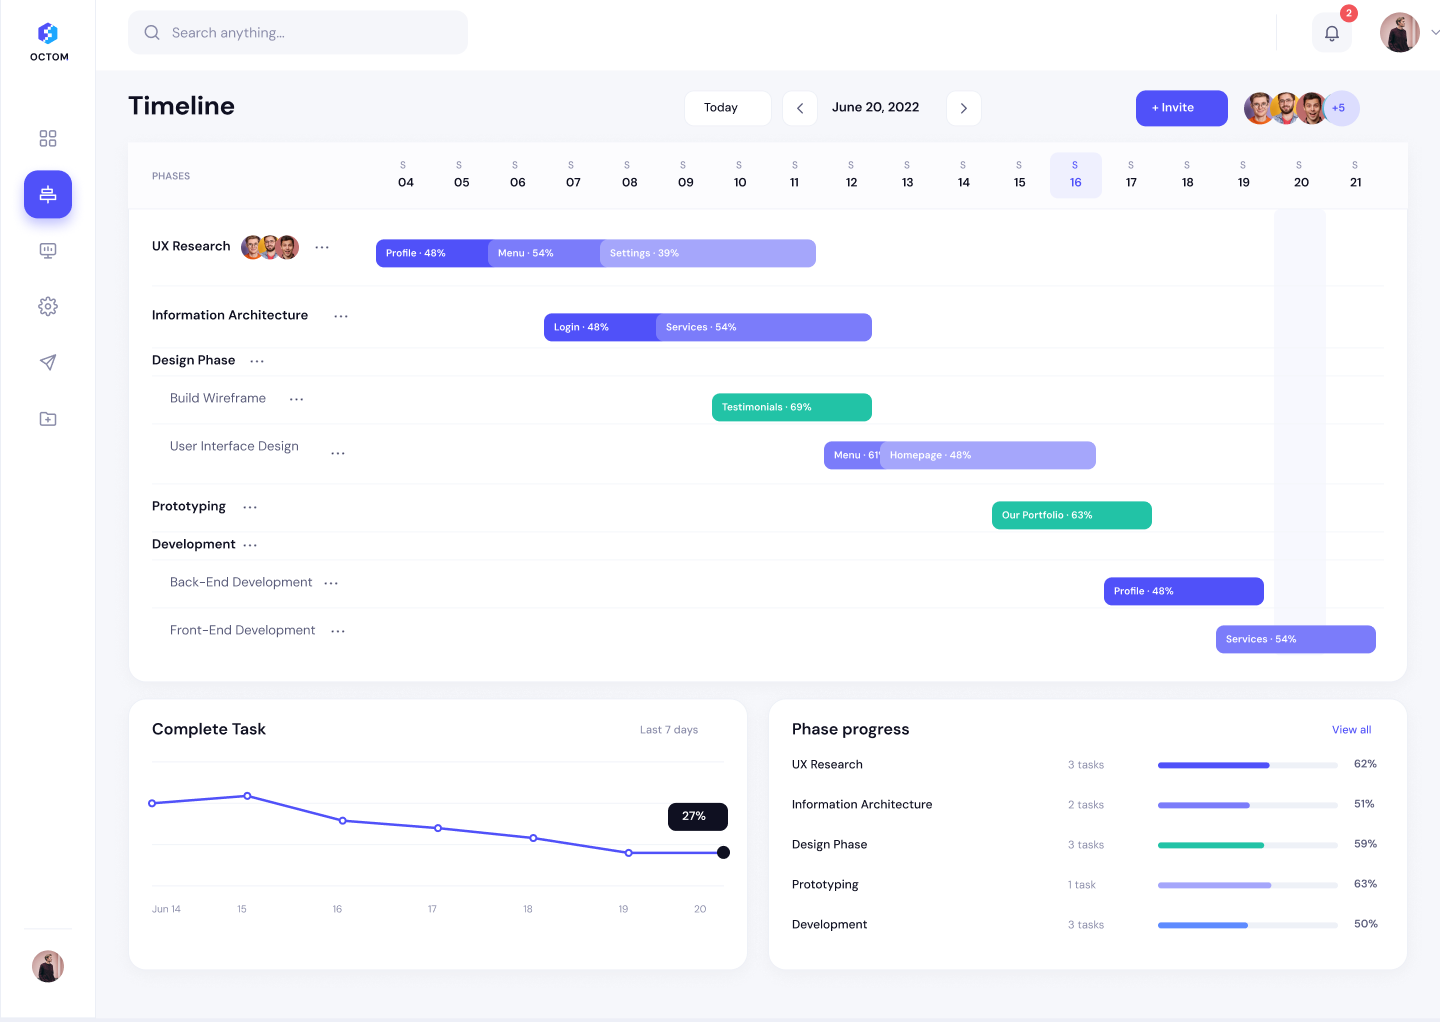 OCTOM
Search anything...
2
Timeline
Today
June 20, 2022
+ Invite
+5
PHASES
S S S S S S S S S S S S S S S S S S
04 05 06 07 08 09 10 11 12 13 14 15 16 17 18 19 20 21
UX Research ...
Profile · 48% Menu · 54% Settings · 39%
Information Architecture ...
Login · 48% Services · 54%
Design Phase ...
Build Wireframe ...
Testimonials · 69%
User Interface Design ...
Menu · 61 Homepage · 48%
Prototyping ...
Our Portfolio · 63%
Development ...
Back-End Development ...
Profile · 48%
Front-End Development ...
Services · 54%
Complete Task
Last 7 days
27%
Jun 14 15 16 17 18 19 20
Phase progress
View all
UX Research 3 tasks 62%
Information Architecture 2 tasks 51%
Design Phase 3 tasks 59%
Prototyping 1 task 63%
Development 3 tasks 50%